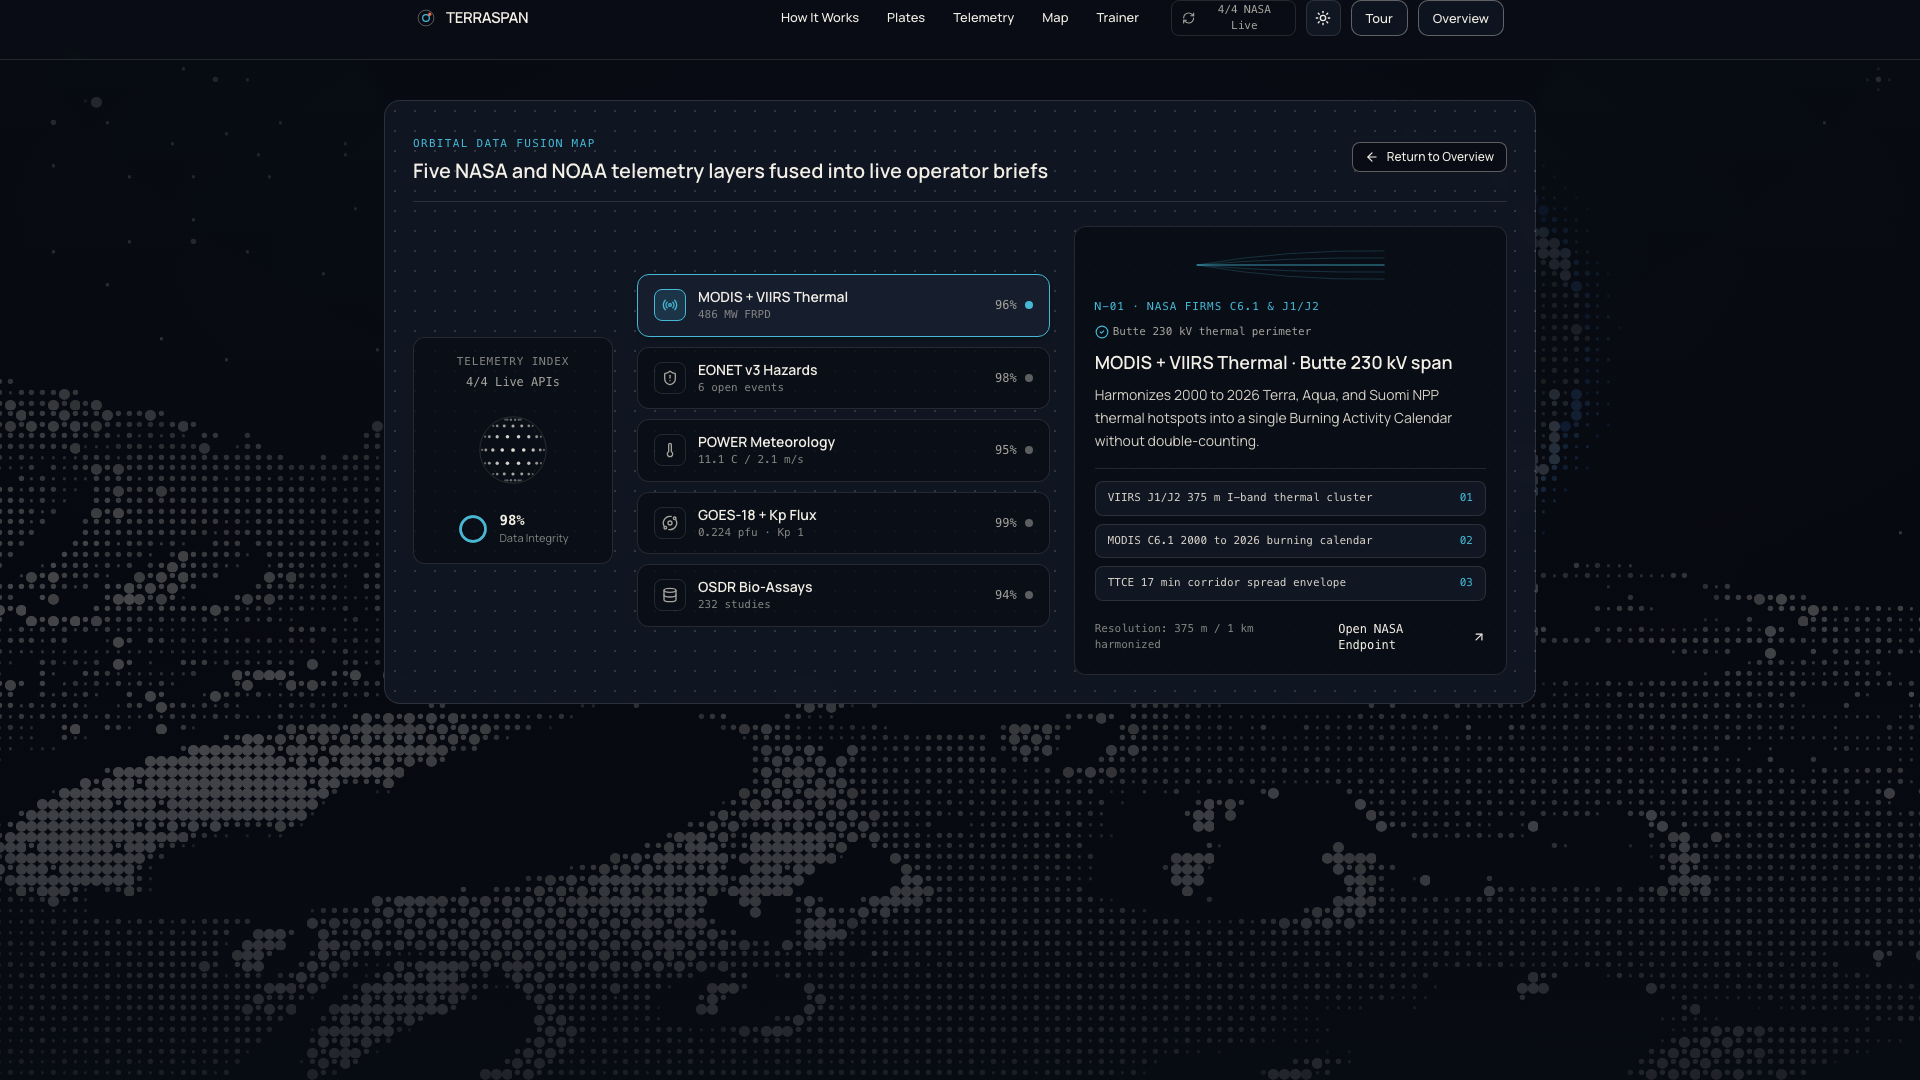 TERRASPAN
How It Works
Plates
Telemetry
Map
Trainer
4/4 NASA
Live
Tour
Overview
ORBITAL DATA FUSION MAP
Five NASA and NOAA telemetry layers fused into live operator briefs
Return to Overview
TELEMETRY INDEX
4/4 Live APIs
98%
Data Integrity
MODIS + VIIRS Thermal
486 MW FRPD
96%
EONET v3 Hazards
6 open events
98%
POWER Meteorology
11.1 C / 2.1 m/s
95%
GOES-18 + Kp Flux
0.224 pfu · Kp 1
99%
OSDR Bio-Assays
232 studies
94%
N-01 · NASA FIRMS C6.1 & J1/J2
Butte 230 kV thermal perimeter
MODIS + VIIRS Thermal · Butte 230 kV span
Harmonizes 2000 to 2026 Terra, Aqua, and Suomi NPP
thermal hotspots into a single Burning Activity Calendar
without double-counting.
VIIRS J1/J2 375 m I-band thermal cluster 01
MODIS C6.1 2000 to 2026 burning calendar 02
TTCE 17 min corridor spread envelope 03
Resolution: 375 m / 1 km
harmonized
Open NASA
Endpoint